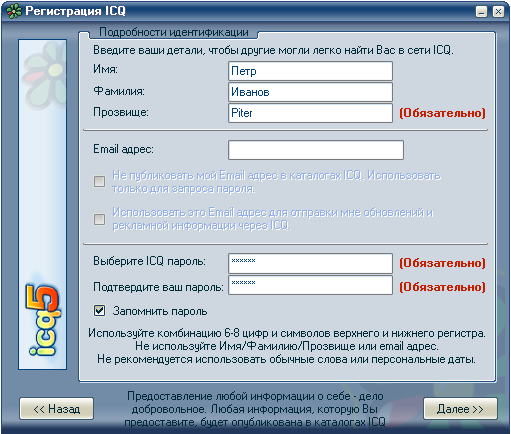 Регистрация ICQ
Подробности идентификации
Введите ваши детали, чтобы другие могли легко найти Вас в сети ICQ.
Имя: Петр
Фамилия: Иванов
Прозвище: Piter (Обязательно)
Email адрес:
Не публиковать мой Email адрес в каталогах ICQ. Использовать
только для запроса пароля.
Использовать это Email адрес для отправки мне обновлений и
рекламной информации через ICQ.
Выберите ICQ пароль: ****** (Обязательно)
Подтвердите ваш пароль: ****** (Обязательно)
Запомнить пароль
Используйте комбинацию 6-8 цифр и символов верхнего и нижнего регистра.
Не используйте Имя/Фамилию/Прозвище или email адрес.
Не рекомендуется использовать обычные слова или персональные даты.
icq5
<< Назад
Предоставление любой информации о себе - дело
добровольное. Любая информация, которую Вы
предоставите, будет опубликована в каталогах ICQ
Далее >>